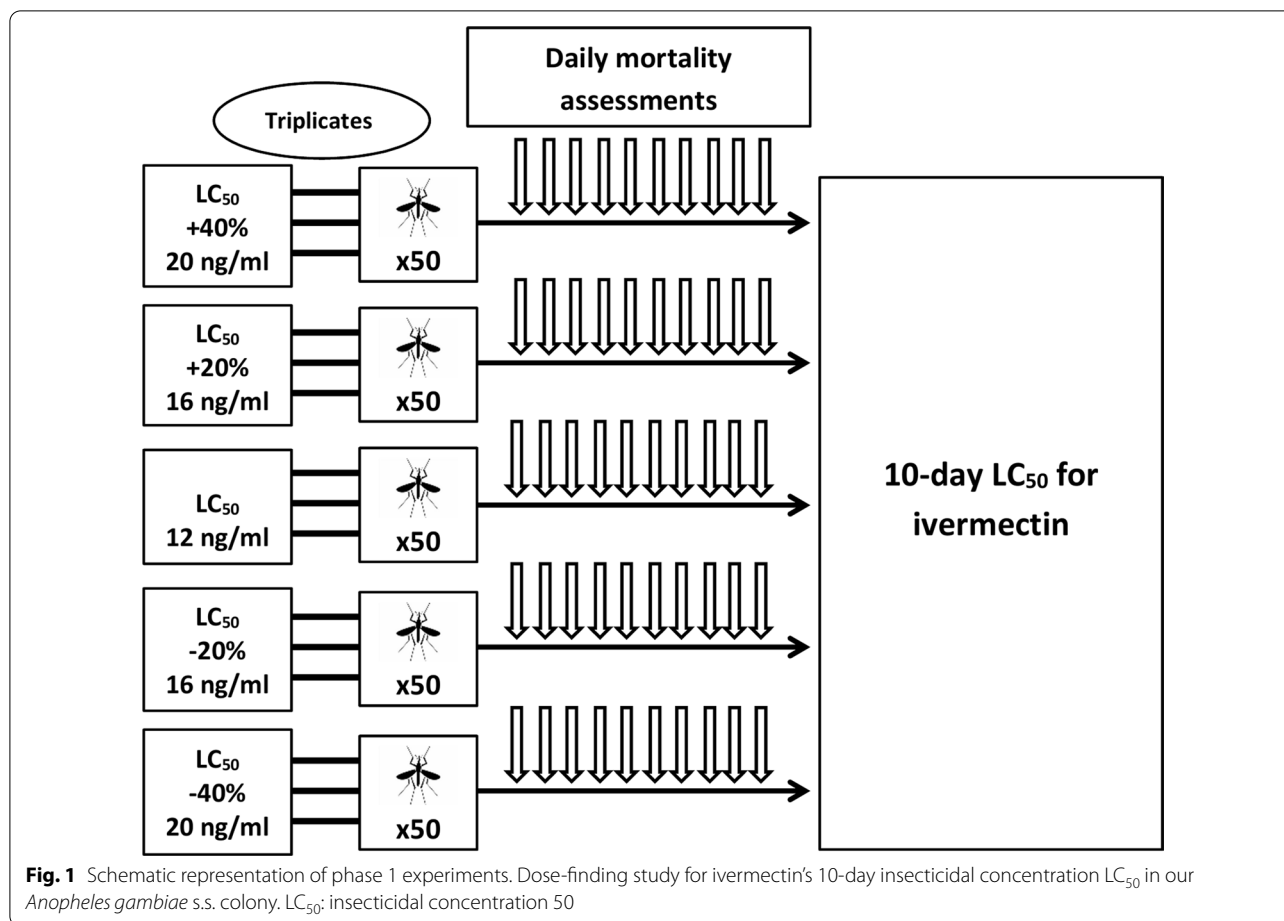 Daily mortality
assessments
Triplicates
LC₅₀
+40%
20 ng/ml
x50
LC₅₀
+20%
16 ng/ml
x50
LC₅₀
12 ng/ml
x50
LC₅₀
-20%
16 ng/ml
x50
LC₅₀
-40%
20 ng/ml
x50
10-day LC₅₀ for
ivermectin
Fig. 1 Schematic representation of phase 1 experiments. Dose-finding study for ivermectin’s 10-day insecticidal concentration LC₅₀ in our
Anopheles gambiae s.s. colony. LC₅₀: insecticidal concentration 50